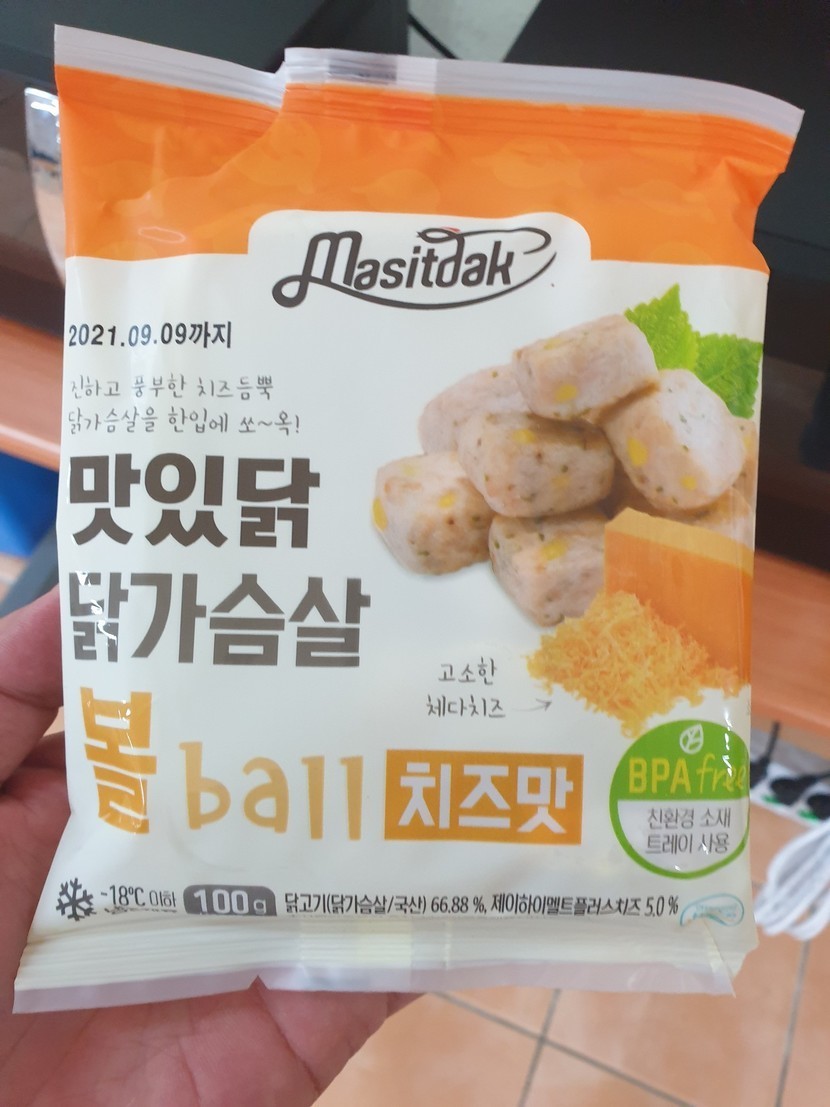 Masitdak
2021.09.09까지
진하고 풍부한 치즈듬뿍
닭가슴살을 한입에 쏘~옥!
맛있닭
닭가슴살
볼 ball 치즈맛
고소한
체다치즈
BPA free
친환경 소재
트레이 사용
-18℃ 이하 100g 닭고기(닭가슴살/국산) 66.88 %, 제이하이멜트플러스치즈 5.0 %